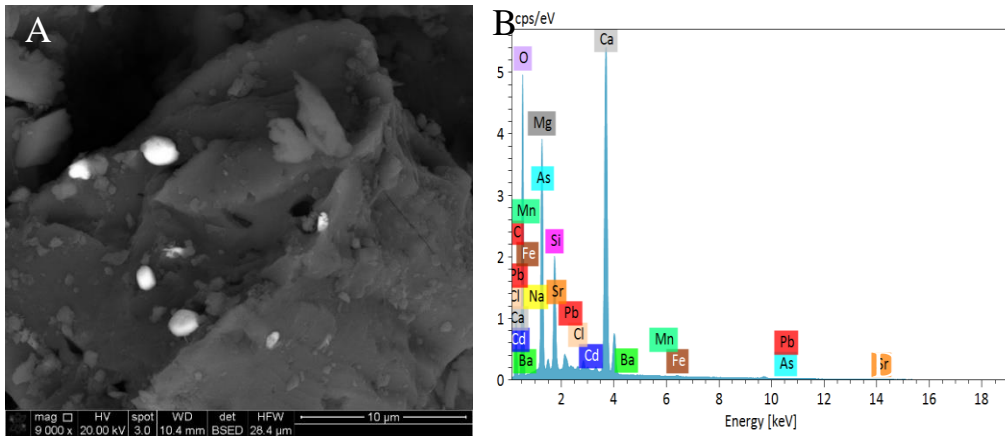 A
mag □ HV spot WD det HFW
9 000 x 20.00 kV 3.0 10.4 mm BSED 28.4 µm
10 µm
B
cps/eV
Ca
O
5
Mg
4
As
3
Mn
C
Si
Fe
2
Pb
Sr
Na
Cl
Pb
1
Ca
Cl
Mn
Pb
Cd
Cd
Ba
Ba
Fe
As
Sr
0
2 4 6 8 10 12 14 16 18
Energy [keV]